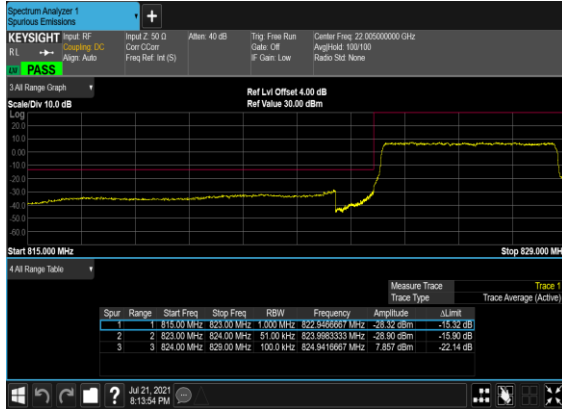 Spectrum Analyzer 1
Spurious Emissions
KEYSIGHT Input: RF Input Z: 50 Ω Atten: 40 dB Trig: Free Run Center Freq: 22.005000000 GHz
RL Coupling: DC Corr CCorr Gate: Off Avg|Hold: 100/100
Align: Auto Freq Ref: Int (S) IF Gain: Low Radio Std: None
PASS
3 All Range Graph
Ref Lvl Offset 4.00 dB
Scale/Div 10.0 dB Ref Value 30.00 dBm
Log
20.0
10.0
0.00
-10.0
-20.0
-30.0
-40.0
-50.0
-60.0
Start 815.000 MHz Stop 829.000 MH
4 All Range Table
Measure Trace Trace 1
Trace Type Trace Average (Active)
Spur Range Start Freq Stop Freq RBW Frequency Amplitude ΔLimit
1 1 815.00 MHz 823.00 MHz 1.000 MHz 822.9466667 MHz -28.32 dBm -15.32 dB
2 2 823.00 MHz 824.00 MHz 51.00 kHz 823.9983333 MHz -28.90 dBm -15.90 dB
3 3 824.00 MHz 829.00 MHz 100.0 kHz 824.9416667 MHz 7.857 dBm -22.14 dB
Jul 21, 2021
8:13:54 PM